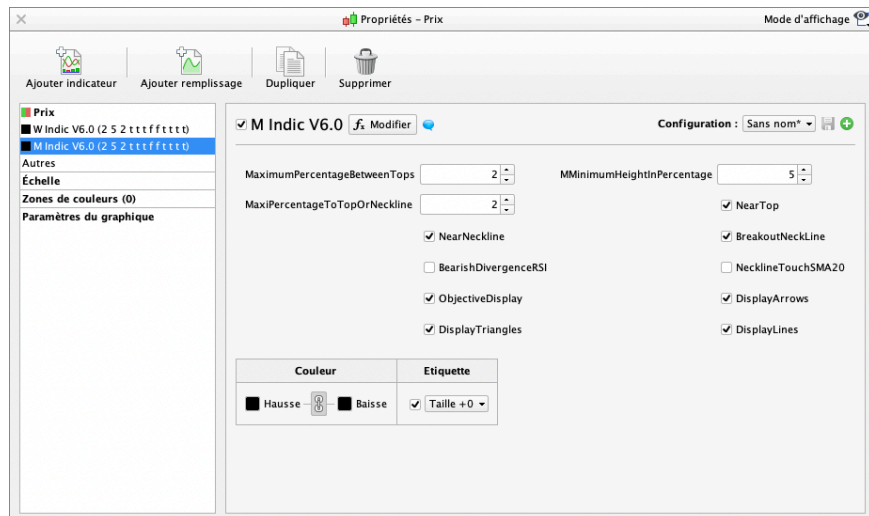 Propriétés – Prix
Mode d'affichage
Ajouter indicateur
Ajouter remplissage
Dupliquer
Supprimer
Prix
W Indic V6.0 (2 5 2 t t t f f t t t t)
M Indic V6.0 (2 5 2 t t t f f t t t t)
Autres
Échelle
Zones de couleurs (0)
Paramètres du graphique
M Indic V6.0 fx Modifier Configuration : Sans nom*
MaximumPercentageBetweenTops 2 MMinimumHeightInPercentage 5
MaxiPercentageToTopOrNeckline 2 NearTop
NearNeckline BreakoutNeckLine
BearishDivergenceRSI NecklineTouchSMA20
ObjectiveDisplay DisplayArrows
DisplayTriangles DisplayLines
Couleur Etiquette
Hausse Baisse Taille +0